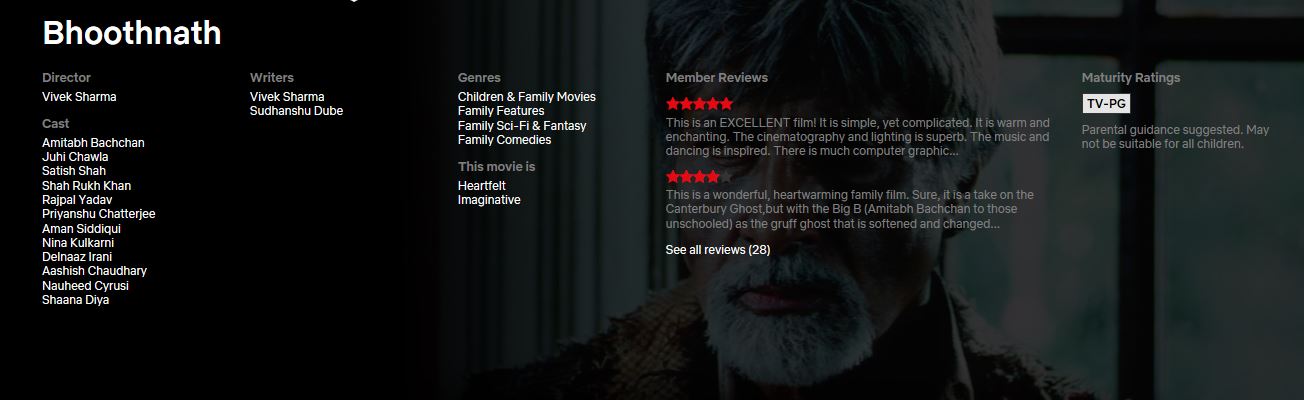 Bhoothnath
Director
Vivek Sharma
Cast
Amitabh Bachchan
Juhi Chawla
Satish Shah
Shah Rukh Khan
Rajpal Yadav
Priyanshu Chatterjee
Aman Siddiqui
Nina Kulkarni
Delnaaz Irani
Aashish Chaudhary
Nauheed Cyrusi
Shaana Diya
Writers
Vivek Sharma
Sudhanshu Dube
Genres
Children & Family Movies
Family Features
Family Sci-Fi & Fantasy
Family Comedies
This movie is
Heartfelt
Imaginative
Member Reviews
This is an EXCELLENT film! It is simple, yet complicated. It is warm and
enchanting. The cinematography and lighting is superb. The music and
dancing is inspired. There is much computer graphic...
This is a wonderful, heartwarming family film. Sure, it is a take on the
Canterbury Ghost,but with the Big B (Amitabh Bachchan to those
unschooled) as the gruff ghost that is softened and changed...
See all reviews (28)
Maturity Ratings
TV-PG
Parental guidance suggested. May
not be suitable for all children.